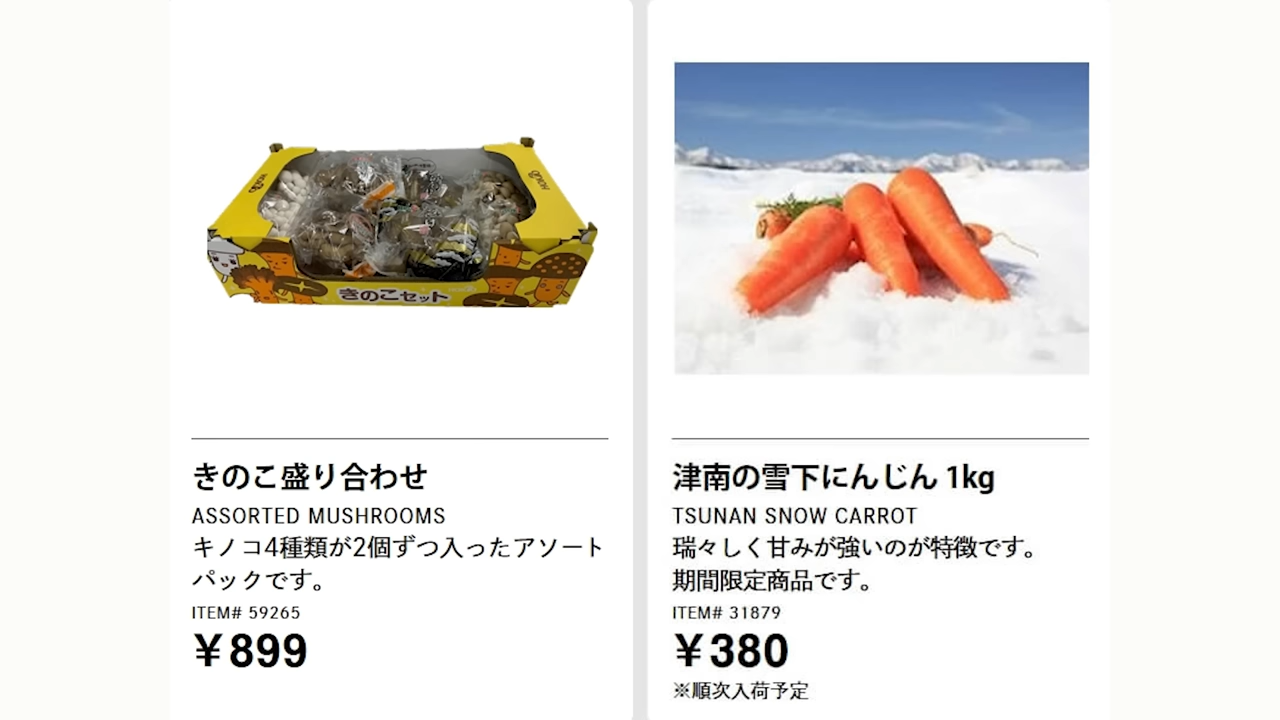 きのこセット
きのこ盛り合わせ
ASSORTED MUSHROOMS
キノコ4種類が2個ずつ入ったアソート
パックです。
ITEM# 59265
¥899
津南の雪下にんじん 1kg
TSUNAN SNOW CARROT
瑞々しく甘みが強いのが特徴です。
期間限定商品です。
ITEM# 31879
¥380
※順次入荷予定